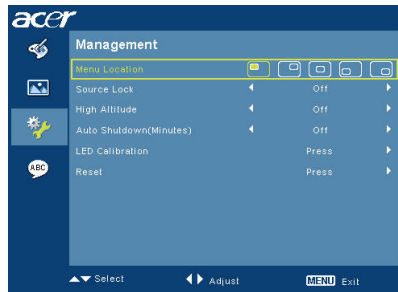 acer
Management
Menu Location
Source Lock Off
High Altitude Off
Auto Shutdown(Minutes) Off
LED Calibration Press
Reset Press
ABC
Select Adjust MENU Exit